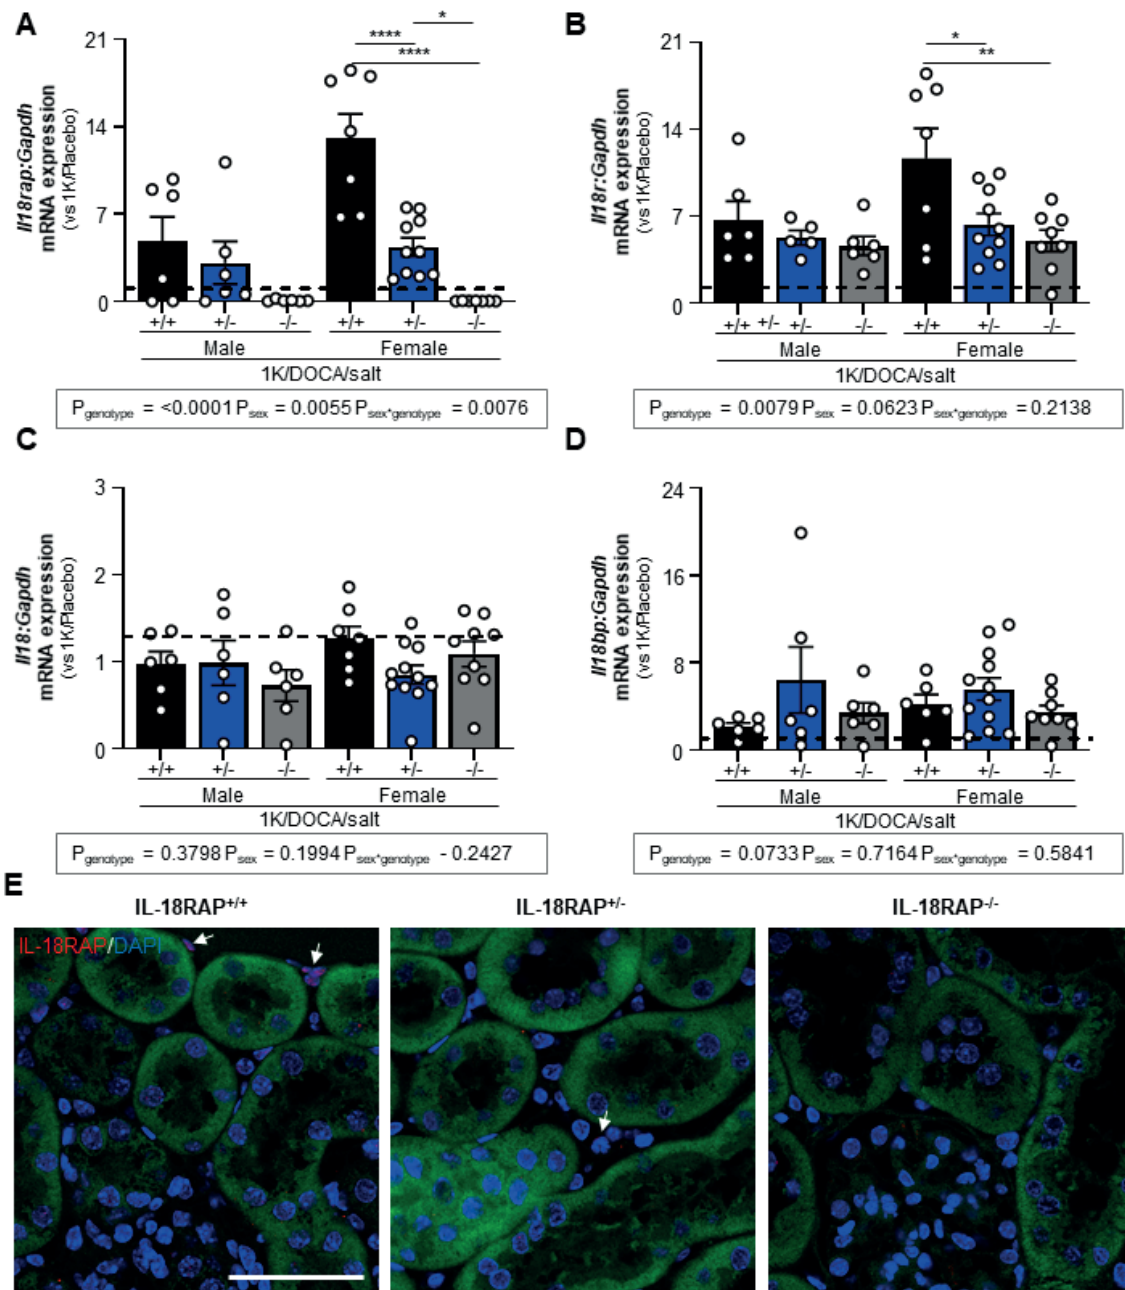 A
*
****
****
21
14
7
0
Il18rap:Gapdh
mRNA expression
(vs 1K/Placebo)
+/+ +/- -/- +/+ +/- -/-
Male Female
1K/DOCA/salt
Pgenotype = <0.0001 Psex = 0.0055 Psex*genotype = 0.0076
B
*
**
21
14
7
0
Il18r:Gapdh
mRNA expression
(vs 1K/Placebo)
+/+ +/- +/- -/- +/+ +/- -/-
Male Female
1K/DOCA/salt
Pgenotype = 0.0079 Psex = 0.0623 Psex*genotype = 0.2138
C
3
2
1
0
Il18:Gapdh
mRNA expression
(vs 1K/Placebo)
+/+ +/- -/- +/+ +/- -/-
Male Female
1K/DOCA/salt
Pgenotype = 0.3798 Psex = 0.1994 Psex*genotype - 0.2427
D
24
16
8
0
Il18bp:Gapdh
mRNA expression
(vs 1K/Placebo)
+/+ +/- -/- +/+ +/- -/-
Male Female
1K/DOCA/salt
Pgenotype = 0.0733 Psex = 0.7164 Psex*genotype = 0.5841
E
IL-18RAP+/+ IL-18RAP+/- IL-18RAP-/-
IL-18RAP/DAPI